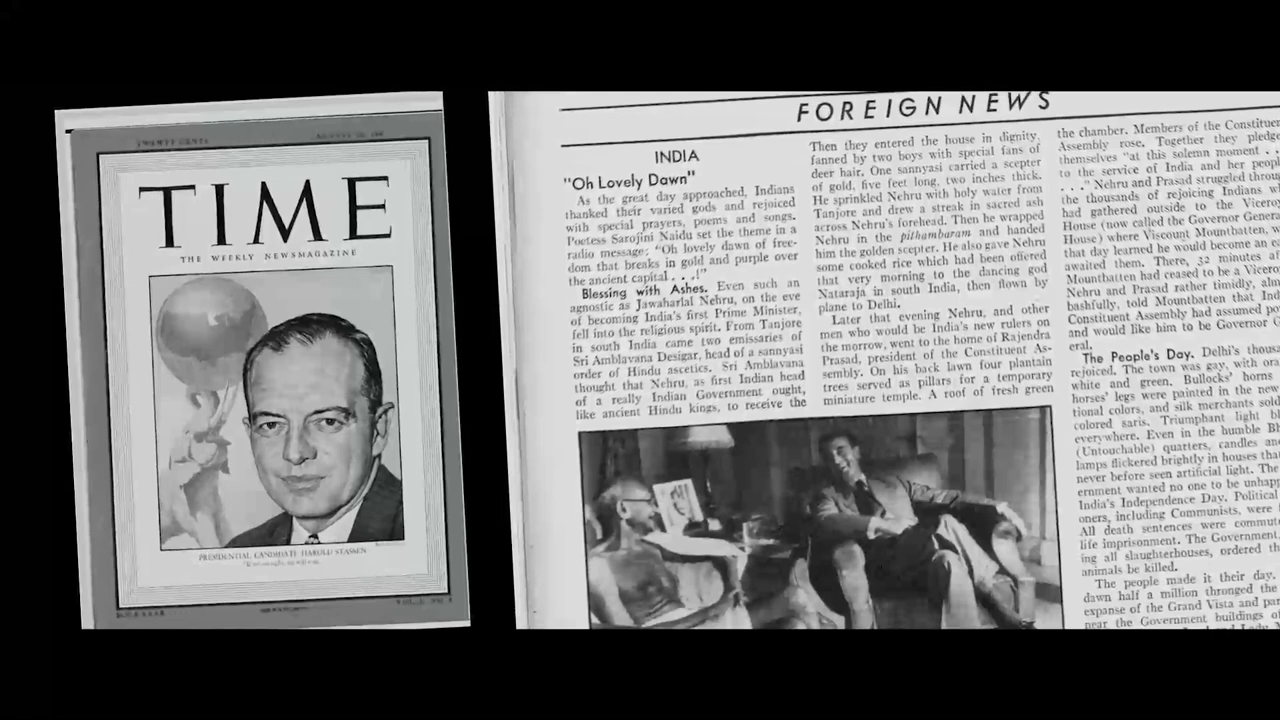 TWENTY CENTS
TIME
THE WEEKLY NEWSMAGAZINE
PRESIDENTIAL CANDIDATE HAROLD STASSEN
FOREIGN NEWS
INDIA
"Oh Lovely Dawn"
As the great day approached, Indians
thanked their varied gods and rejoiced
with special prayers, poems and songs.
Poetess Sarojini Naidu set the theme in a
radio message: "Oh lovely dawn of free-
dom that breaks in gold and purple over
the ancient capital . . .!"
Blessing with Ashes. Even such an
agnostic as Jawaharlal Nehru, on the eve
of becoming India's first Prime Minister,
fell into the religious spirit. From Tanjore
in south India came two emissaries of
Sri Amblavana Desigar, head of a sannyasi
order of Hindu ascetics. Sri Amblavana
thought that Nehru, as first Indian head
of a really Indian Government ought,
like ancient Hindu kings, to receive the
Then they entered the house in dignity,
fanned by two boys with special fans of
deer hair. One sannyasi carried a scepter
of gold, five feet long, two inches thick.
He sprinkled Nehru with holy water from
Tanjore and drew a streak in sacred ash
across Nehru's forehead. Then he wrapped
Nehru in the pilhambaram and handed
him the golden scepter. He also gave Nehru
some cooked rice which had been offered
that very morning to the dancing god
Nataraja in south India, then flown by
plane to Delhi.
Later that evening Nehru, and other
men who would be India's new rulers on
the morrow, went to the home of Rajendra
Prasad, president of the Constituent As-
sembly. On his back lawn four plantain
trees served as pillars for a temporary
miniature temple. A roof of fresh green
the chamber. Members of the Constituen
Assembly rose. Together they pledge
themselves "at this solemn moment . .
to the service of India and her people
. . ." Nehru and Prasad struggled throug
the thousands of rejoicing Indians w
had gathered outside to the Vicero
House (now called the Governor Genera
House) where Viscount Mountbatten, w
that day learned he would become an e
awaited them. There, 32 minutes af
Mountbatten had ceased to be a Vicero
Nehru and Prasad rather timidly, alm
bashfully, told Mountbatten that Indi
Constituent Assembly had assumed po
and would like him to be Governor G
eral.
The People's Day. Delhi's thousa
rejoiced. The town was gay, with ora
white and green. Bullocks' horns
horses' legs were painted in the new
tional colors, and silk merchants sold
colored saris. Triumphant light bl
everywhere. Even in the humble Bh
(Untouchable) quarters, candles an
lamps flickered brightly in houses tha
never before seen artificial light. The
ernment wanted no one to be unhapp
India's Independence Day. Political
oners, including Communists, were
All death sentences were commut
life imprisonment. The Government,
ing all slaughterhouses, ordered th
animals be killed.
The people made it their day.
dawn half a million thronged the
expanse of the Grand Vista and par
near the Government buildings of